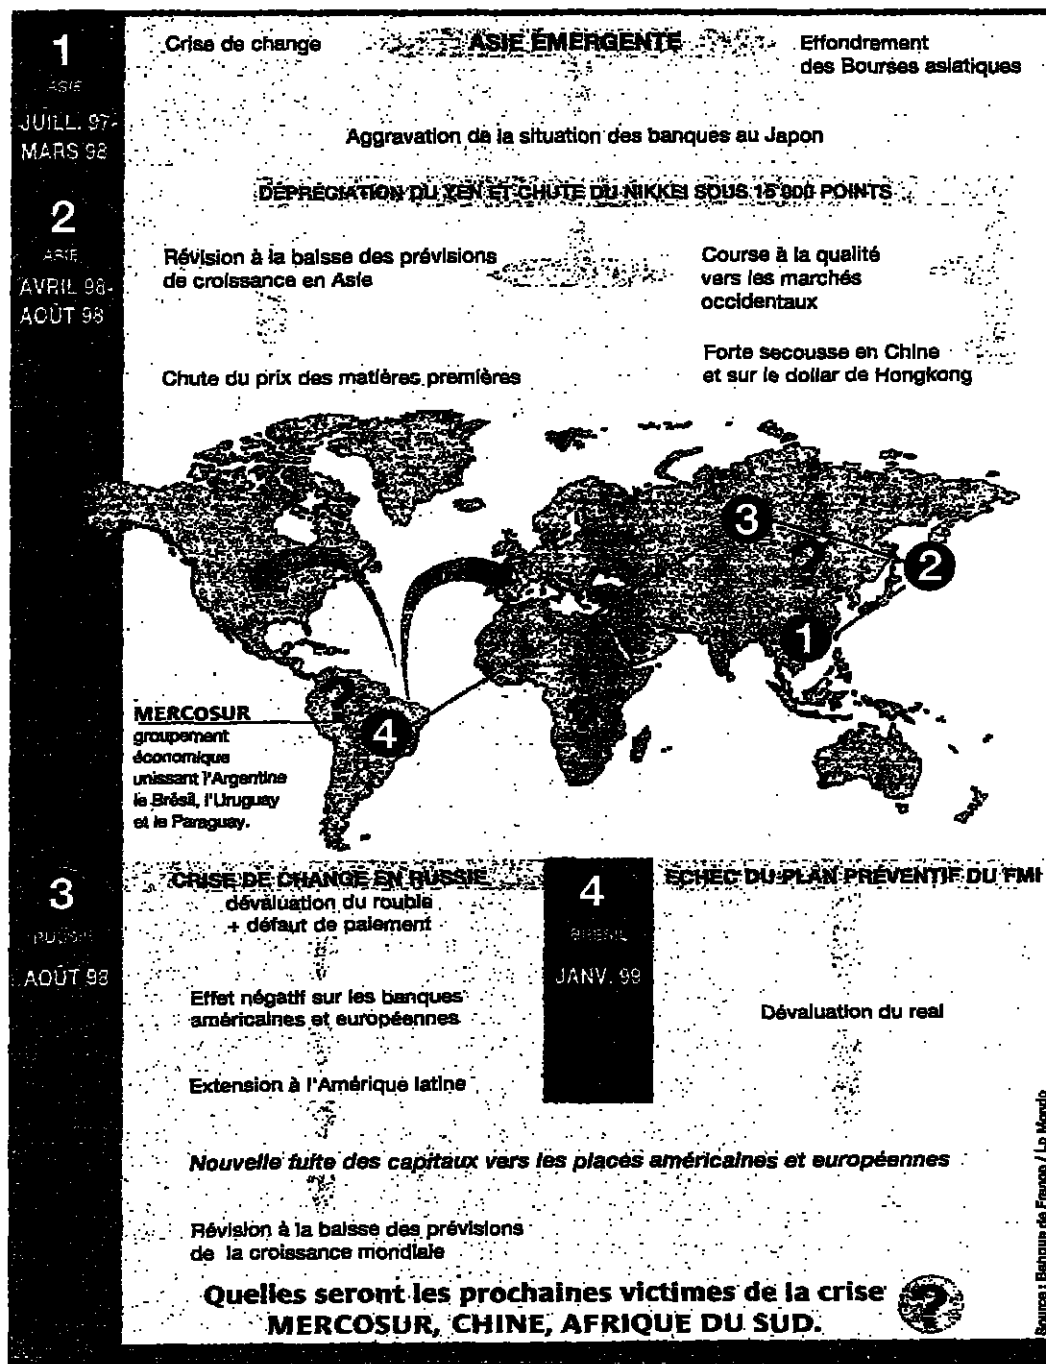 1
ASIE
JUILL. 97-
MARS 98
Crise de change
ASIE ÉMERGENTE
Effondrement
des Bourses asiatiques
Aggravation de la situation des banques au Japon
DÉPRÉCIATION DU YEN ET CHUTE DU NIKKEI SOUS 15 000 POINTS
2
ASIE
AVRIL 98-
AOÛT 98
Révision à la baisse des prévisions
de croissance en Asie
Course à la qualité
vers les marchés
occidentaux
Chute du prix des matières premières
Forte secousse en Chine
et sur le dollar de Hongkong
3
?
2
1
?
4
?
MERCOSUR
groupement
économique
unissant l'Argentine
le Brésil, l'Uruguay
et le Paraguay.
3
RUSSIE
AOÛT 98
CRISE DE CHANGE EN RUSSIE
dévaluation du rouble
+ défaut de paiement
Effet négatif sur les banques
américaines et européennes
Extension à l'Amérique latine
4
BRÉSIL
JANV. 99
ECHEC DU PLAN PRÉVENTIF DU FMI
Dévaluation du real
Nouvelle fuite des capitaux vers les places américaines et européennes
Révision à la baisse des prévisions
de la croissance mondiale
Quelles seront les prochaines victimes de la crise ?
MERCOSUR, CHINE, AFRIQUE DU SUD.
Source : Banque de France / Le Monde